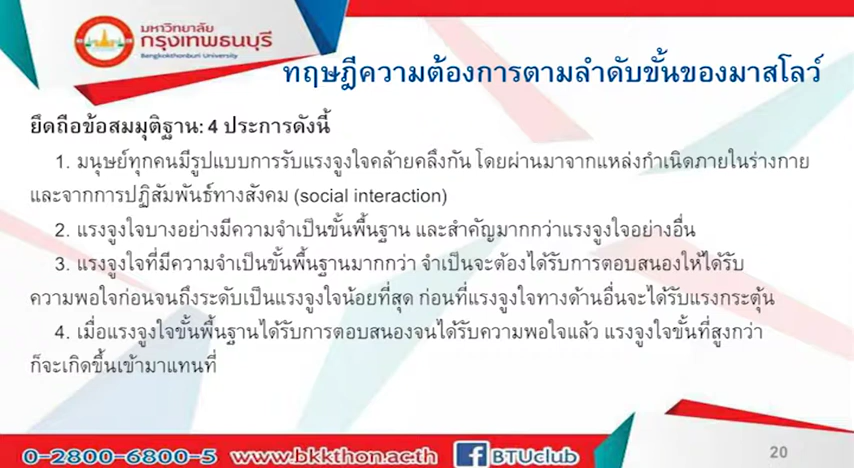 มหาวิทยาลัย
กรุงเทพธนบุรี
Bangkokthonburi University
ทฤษฎีความต้องการตามลำดับขั้นของมาสโลว์
ยึดถือข้อสมมุติฐาน: 4 ประการดังนี้
1. มนุษย์ทุกคนมีรูปแบบการรับแรงจูงใจคล้ายคลึงกัน โดยผ่านมาจากแหล่งกำเนิดภายในร่างกาย
และจากการปฏิสัมพันธ์ทางสังคม (social interaction)
2. แรงจูงใจบางอย่างมีความจำเป็นขั้นพื้นฐาน และสำคัญมากกว่าแรงจูงใจอย่างอื่น
3. แรงจูงใจที่มีความจำเป็นขั้นพื้นฐานมากกว่า จำเป็นจะต้องได้รับการตอบสนองให้ได้รับ
ความพอใจก่อนจนถึงระดับเป็นแรงจูงใจน้อยที่สุด ก่อนที่แรงจูงใจทางด้านอื่นจะได้รับแรงกระตุ้น
4. เมื่อแรงจูงใจขั้นพื้นฐานได้รับการตอบสนองจนได้รับความพอใจแล้ว แรงจูงใจขั้นที่สูงกว่า
ก็จะเกิดขึ้นเข้ามาแทนที่
0-2800-6800-5 www.bkkthon.ac.th f BTUclub
20